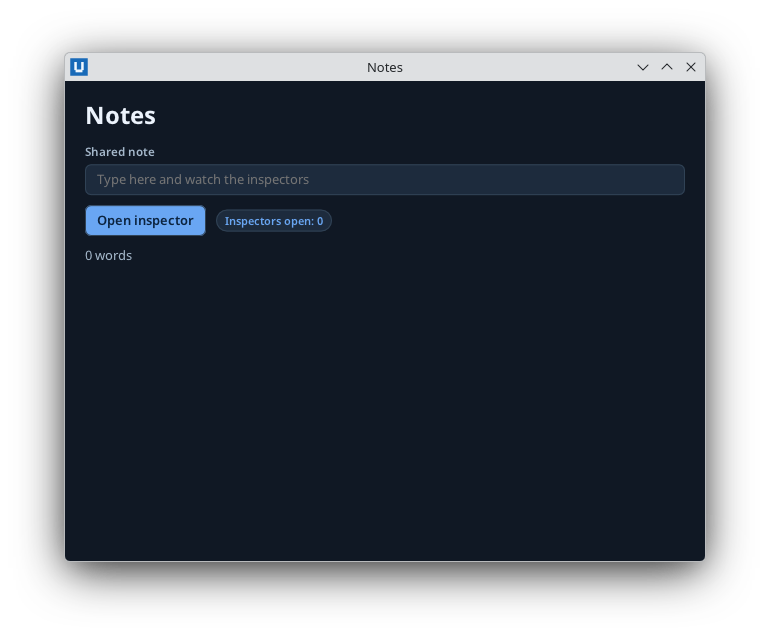 Notes
Notes
Shared note
Type here and watch the inspectors
Open inspector
Inspectors open: 0
0 words